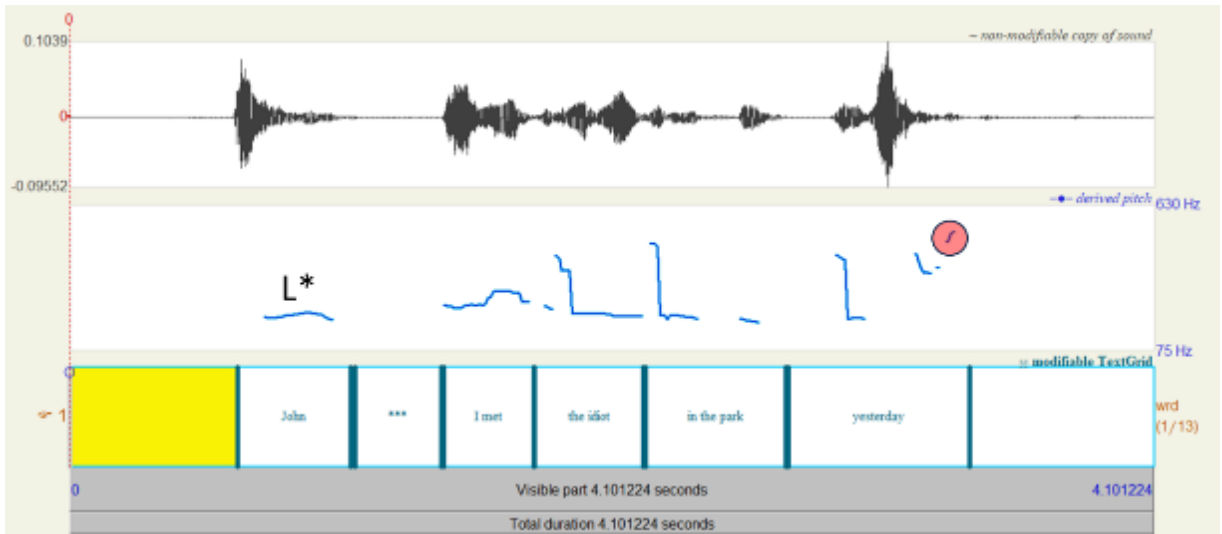 0
0.1039
– non-modifiable copy of sound
0
-0.09552
derived pitch 630 Hz
L*
75 Hz
modifiable TextGrid
1 John *** I met the idiot in the park yesterday wrd
(1/13)
0 Visible part 4.101224 seconds 4.101224
Total duration 4.101224 seconds